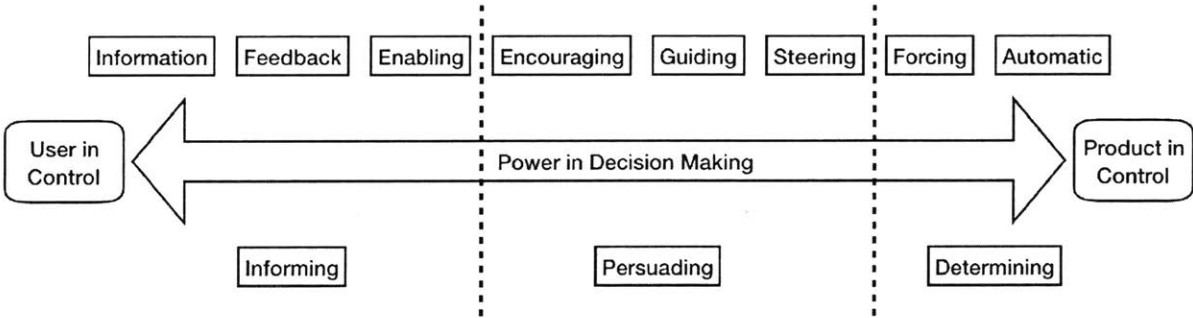 Information Feedback Enabling Encouraging Guiding Steering Forcing Automatic
User in
Control
Power in Decision Making
Product in
Control
Informing Persuading Determining